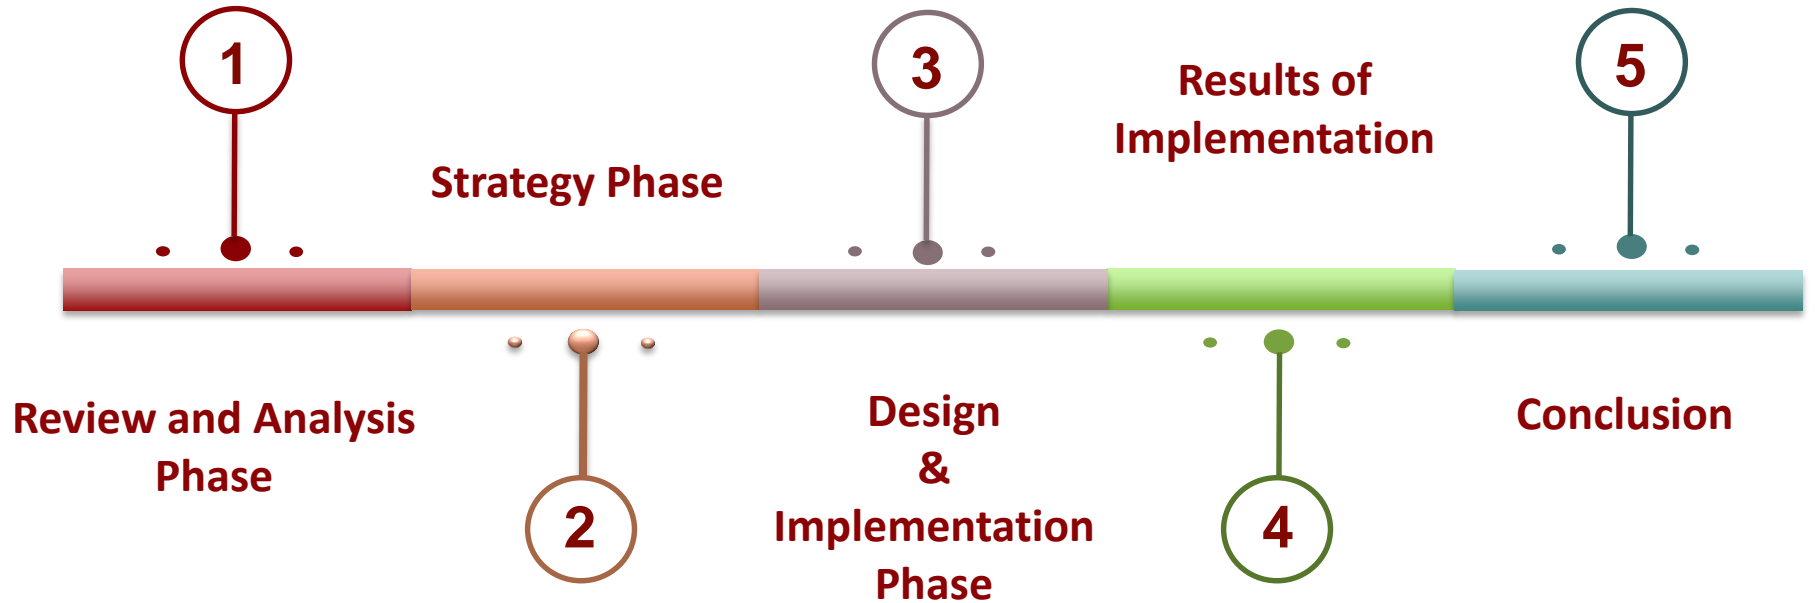 1
Review and Analysis
Phase
Strategy Phase
2
3
Design
&
Implementation
Phase
Results of
Implementation
4
5
Conclusion